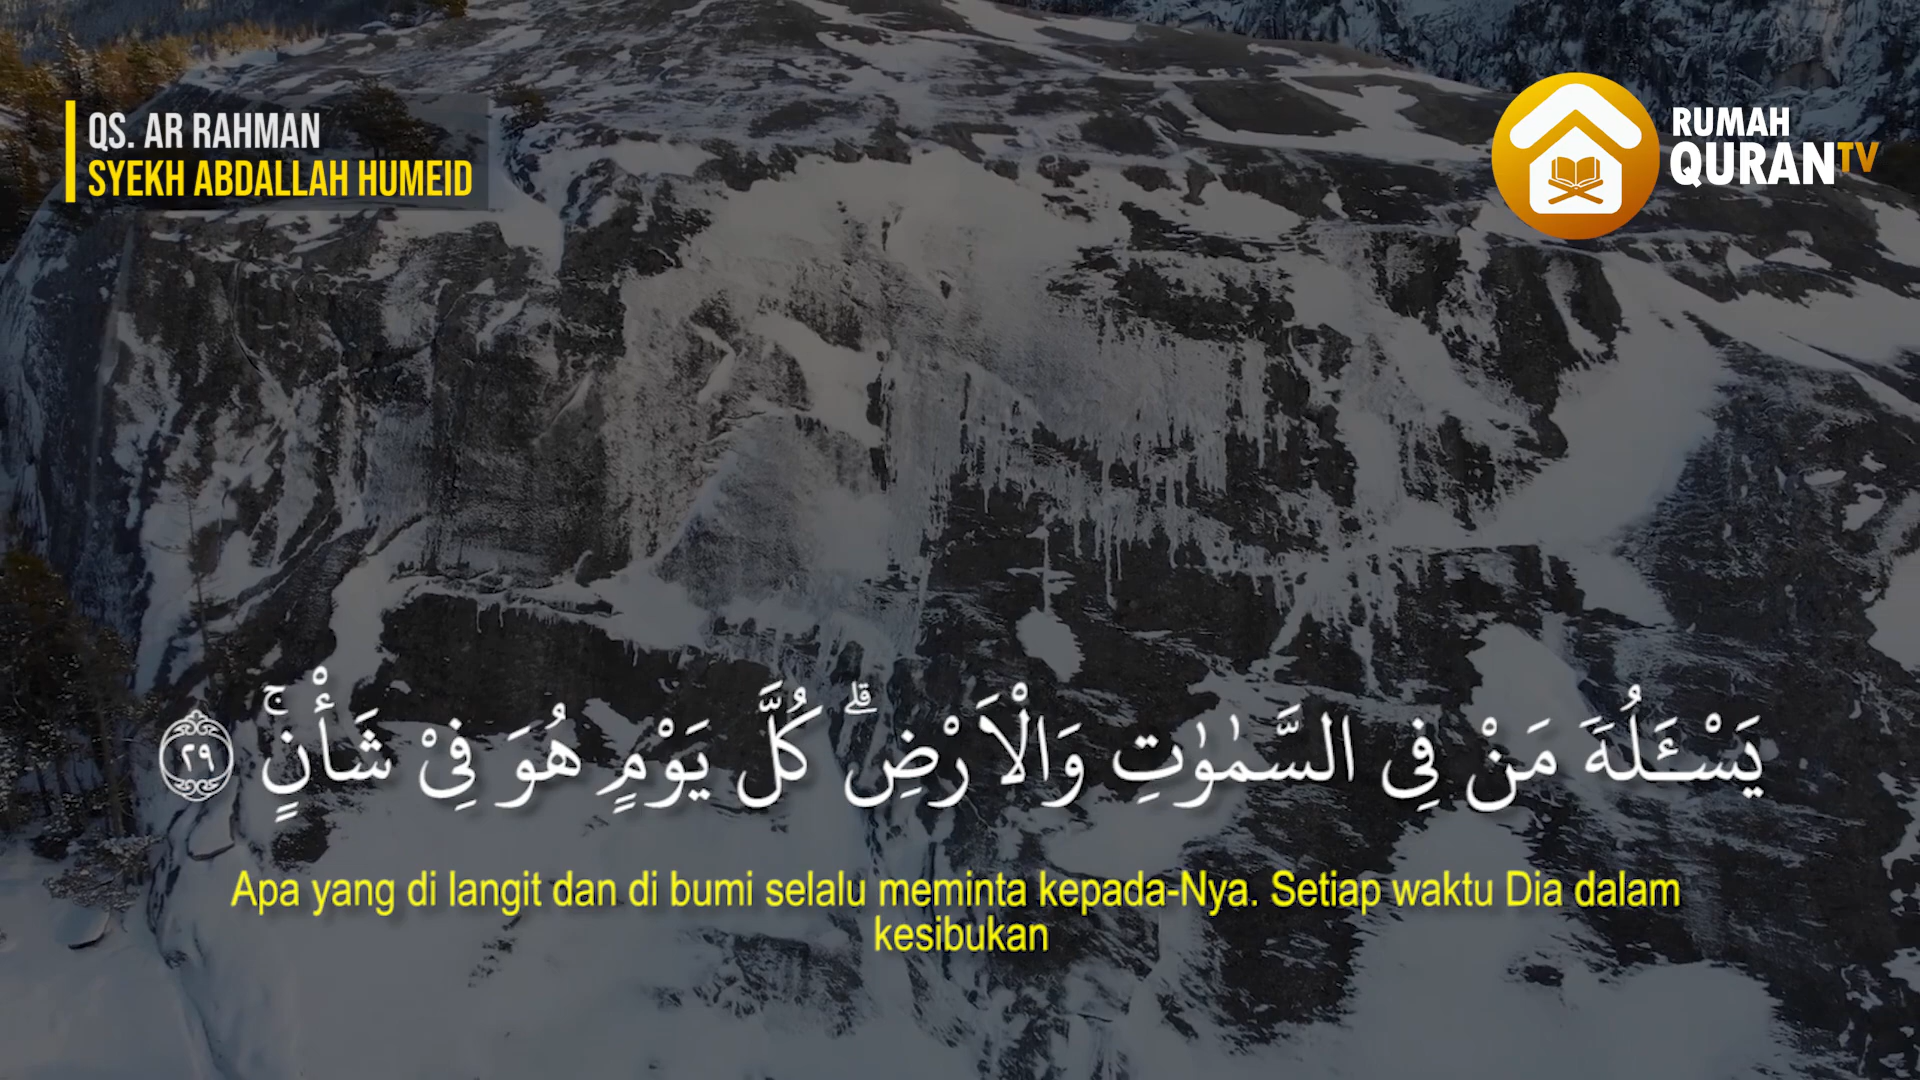 QS. AR RAHMAN
SYEKH ABDALLAH HUMEID
RUMAH
QURANTV
يَسْـَٔلُهٗ مَنْ فِى السَّمٰوٰتِ وَالْاَرْضِۗ كُلَّ يَوْمٍ هُوَ فِيْ شَأْنٍۚ ٢٩
Apa yang di langit dan di bumi selalu meminta kepada-Nya. Setiap waktu Dia dalam
kesibukan